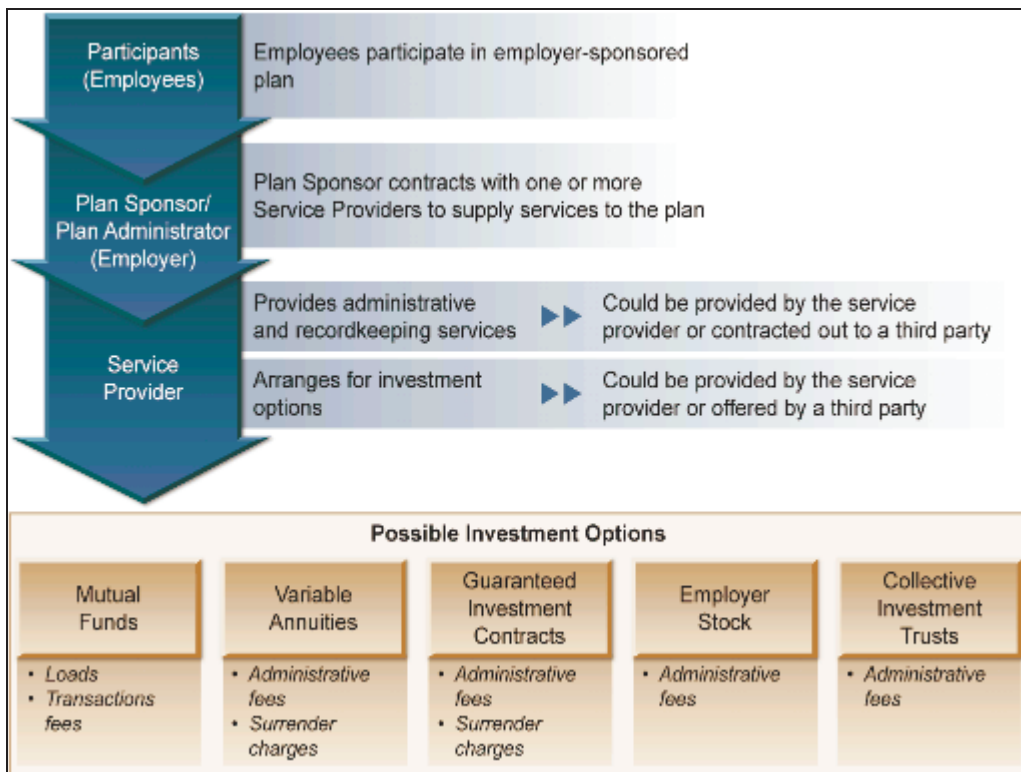 Participants
(Employees)
Employees participate in employer-sponsored
plan
Plan Sponsor/
Plan Administrator
(Employer)
Plan Sponsor contracts with one or more
Service Providers to supply services to the plan
Service
Provider
Provides administrative
and recordkeeping services
Could be provided by the service
provider or contracted out to a third party
Arranges for investment
options
Could be provided by the service
provider or offered by a third party
Possible Investment Options
Mutual
Funds
• Loads
• Transactions
fees
Variable
Annuities
• Administrative
fees
• Surrender
charges
Guaranteed
Investment
Contracts
• Administrative
fees
• Surrender
charges
Employer
Stock
• Administrative
fees
Collective
Investment
Trusts
• Administrative
fees